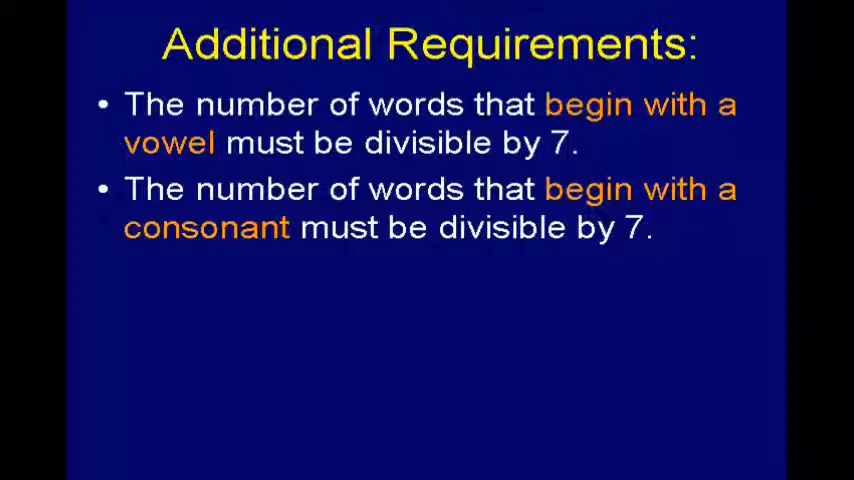 Additional Requirements:
• The number of words that begin with a
vowel must be divisible by 7.
• The number of words that begin with a
consonant must be divisible by 7.